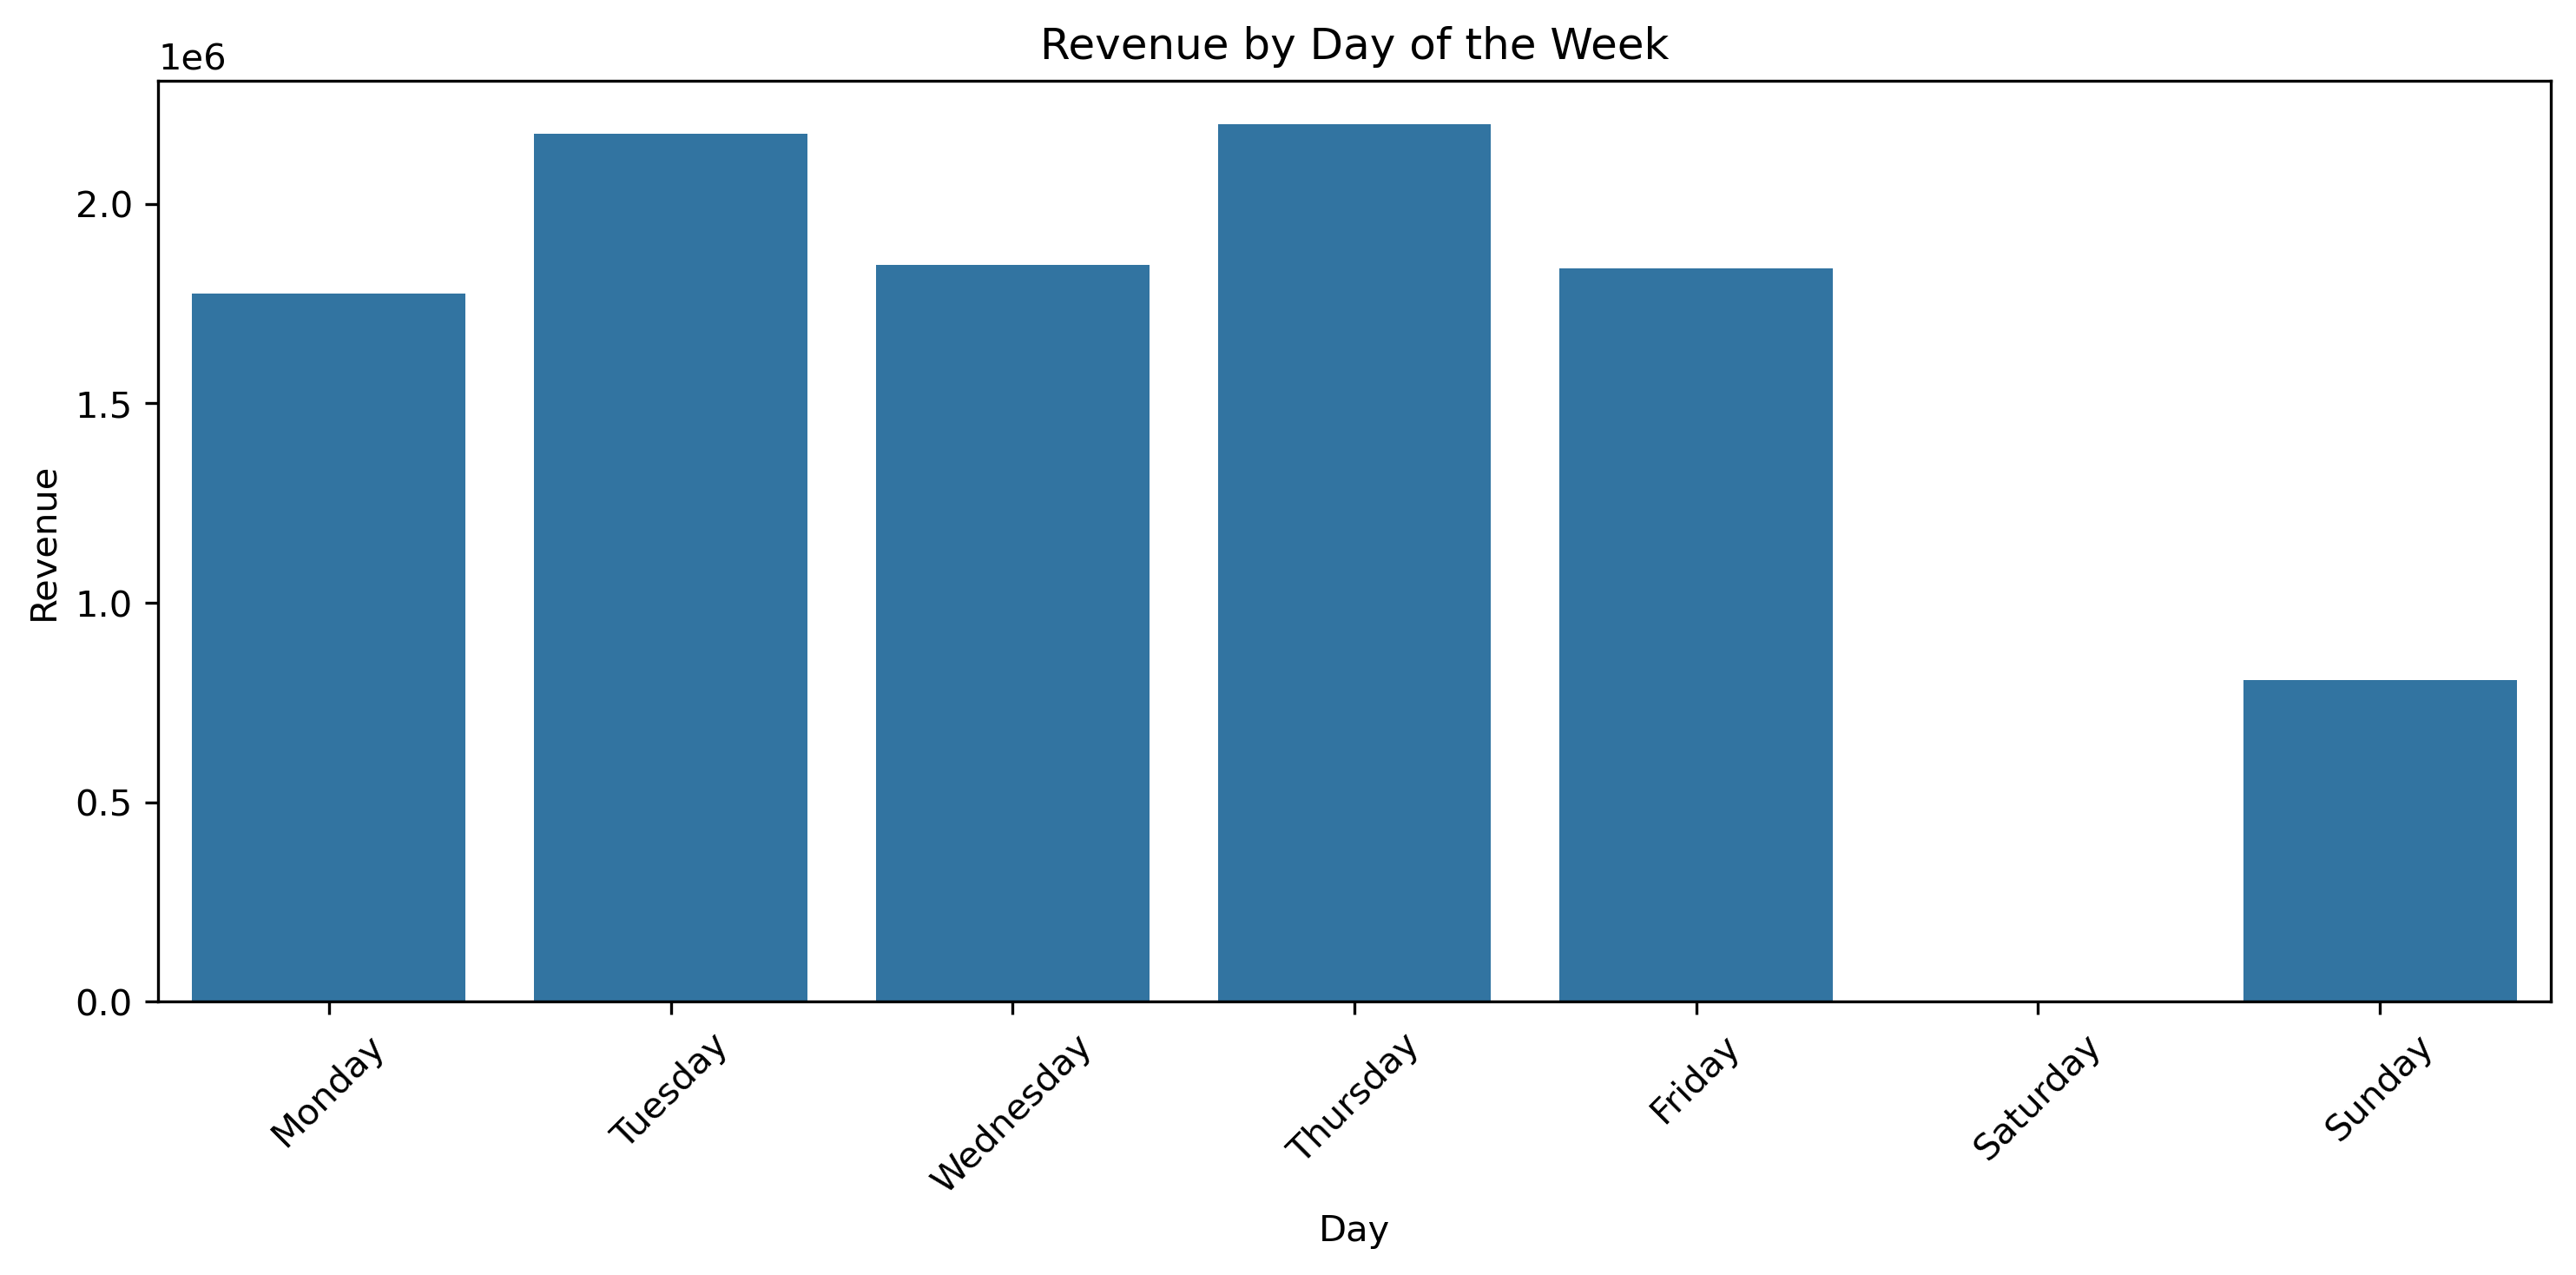 Revenue by Day of the Week
1e6
2.0
1.5
1.0
0.5
0.0
Revenue
Monday
Tuesday
Wednesday
Thursday
Friday
Saturday
Sunday
Day